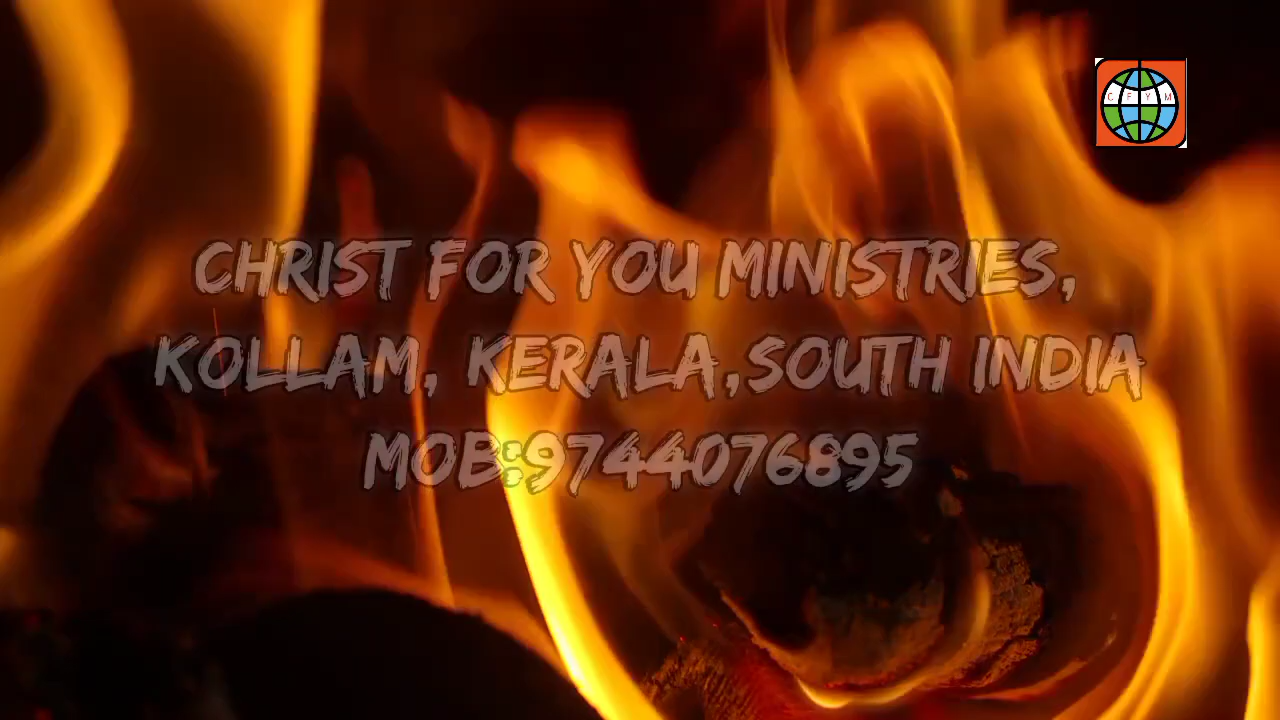 C F Y M
CHRIST FOR YOU MINISTRIES,
KOLLAM, KERALA,SOUTH INDIA
MOB:9744076895